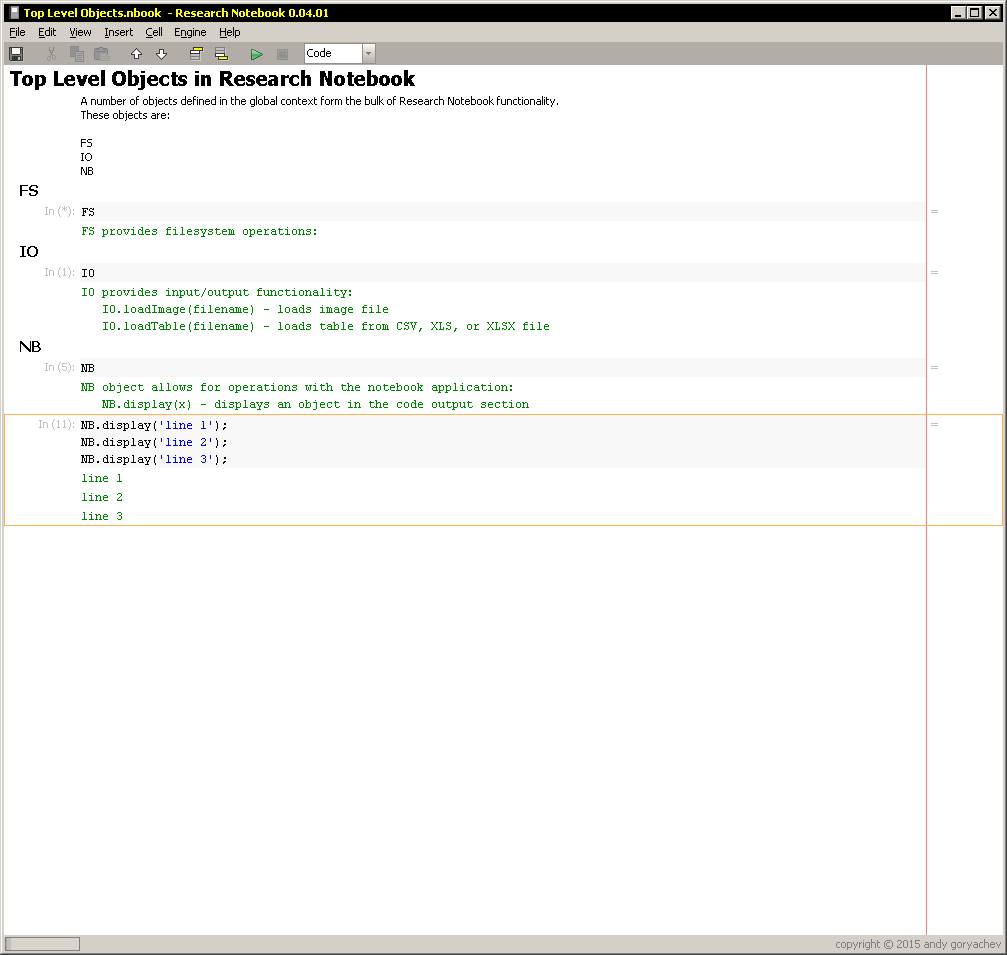 Top Level Objects.nbook - Research Notebook 0.04.01
File Edit View Insert Cell Engine Help
Code
Top Level Objects in Research Notebook
A number of objects defined in the global context form the bulk of Research Notebook functionality.
These objects are:
FS
IO
NB
FS
In (*): FS =
FS provides filesystem operations:
IO
In (1): IO =
IO provides input/output functionality:
IO.loadImage(filename) - loads image file
IO.loadTable(filename) - loads table from CSV, XLS, or XLSX file
NB
In (5): NB =
NB object allows for operations with the notebook application:
NB.display(x) - displays an object in the code output section
In (11): NB.display('line 1'); =
NB.display('line 2');
NB.display('line 3');
line 1
line 2
line 3
copyright © 2015 andy goryachev